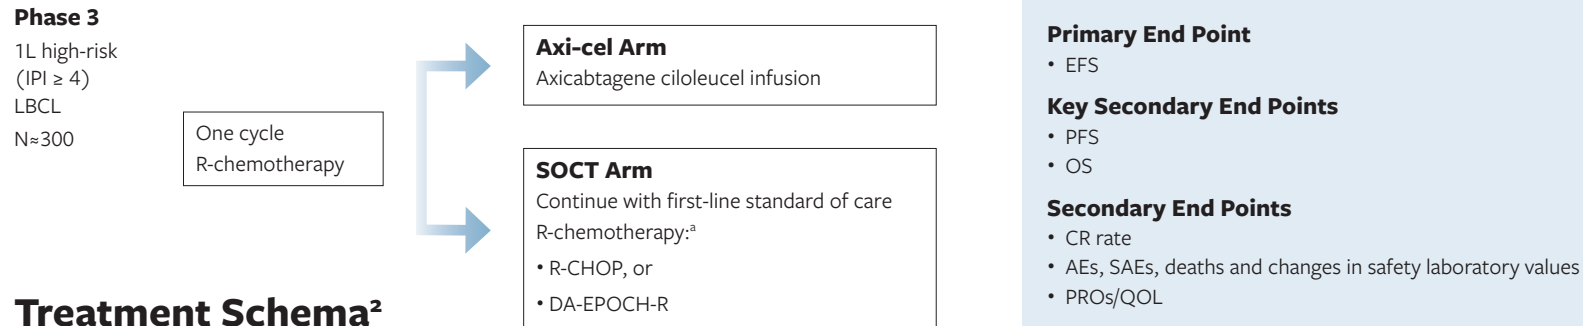 Phase 3
1L high-risk
(IPI ≥ 4)
LBCL
N≈300
One cycle
R-chemotherapy
Axi-cel Arm
Axicabtagene ciloleucel infusion
SOCT Arm
Continue with first-line standard of care
R-chemotherapy:ᵃ
• R-CHOP, or
• DA-EPOCH-R
Primary End Point
• EFS
Key Secondary End Points
• PFS
• OS
Secondary End Points
• CR rate
• AEs, SAEs, deaths and changes in safety laboratory values
• PROs/QOL
Treatment Schema²